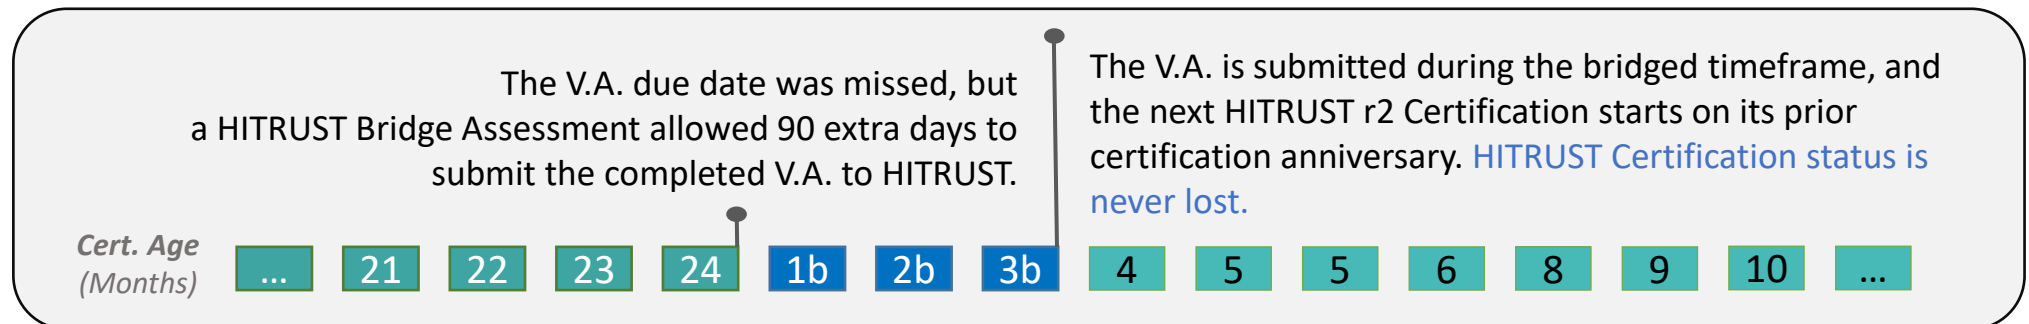 The V.A. due date was missed, but
a HITRUST Bridge Assessment allowed 90 extra days to
submit the completed V.A. to HITRUST.
The V.A. is submitted during the bridged timeframe, and
the next HITRUST r2 Certification starts on its prior
certification anniversary. HITRUST Certification status is
never lost.
Cert. Age
(Months)
... 21 22 23 24 1b 2b 3b 4 5 5 6 8 9 10 ...